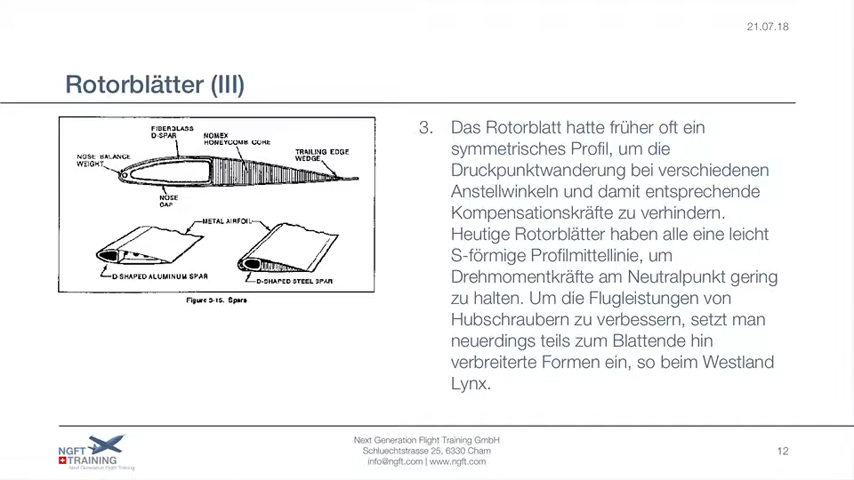 21.07.18
Rotorblätter (III)
FIBERGLASS
D-SPAR
NOMEX
HONEYCOMB CORE
TRAILING EDGE
WEDGE
NOSE BALANCE
WEIGHT
NOSE
CAP
METAL AIRFOIL
D-SHAPED ALUMINUM SPAR
D-SHAPED STEEL SPAR
Figure 3-15. Spars
3. Das Rotorblatt hatte früher oft ein
symmetrisches Profil, um die
Druckpunktwanderung bei verschiedenen
Anstellwinkeln und damit entsprechende
Kompensationskräfte zu verhindern.
Heutige Rotorblätter haben alle eine leicht
S-förmige Profilmittellinie, um
Drehmomentkräfte am Neutralpunkt gering
zu halten. Um die Flugleistungen von
Hubschraubern zu verbessern, setzt man
neuerdings teils zum Blattende hin
verbreiterte Formen ein, so beim Westland
Lynx.
NGFT
TRAINING
Next Generation Flight Training
Next Generation Flight Training GmbH
Schluechtstrasse 25, 6330 Cham
info@ngft.com | www.ngft.com
12